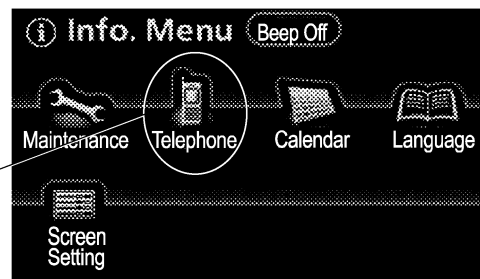 Info. Menu Beep Off
Maintenance Telephone Calendar Language
Screen
Setting